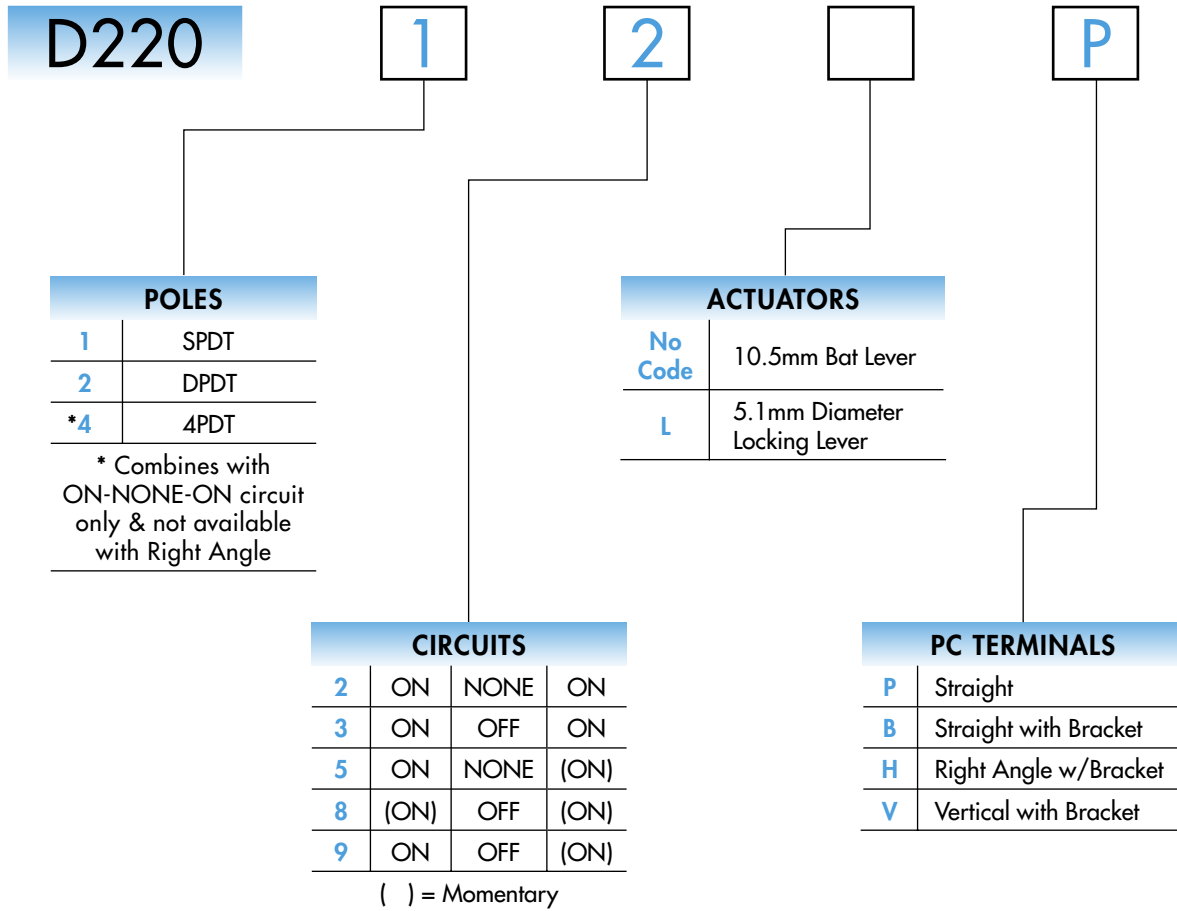 D220 1 2 P
POLES
1 SPDT
2 DPDT
*4 4PDT
* Combines with
ON-NONE-ON circuit
only & not available
with Right Angle
ACTUATORS
No
Code
10.5mm Bat Lever
L
5.1mm Diameter
Locking Lever
CIRCUITS
2 ON NONE ON
3 ON OFF ON
5 ON NONE (ON)
8 (ON) OFF (ON)
9 ON OFF (ON)
( ) = Momentary
PC TERMINALS
P Straight
B Straight with Bracket
H Right Angle w/Bracket
V Vertical with Bracket